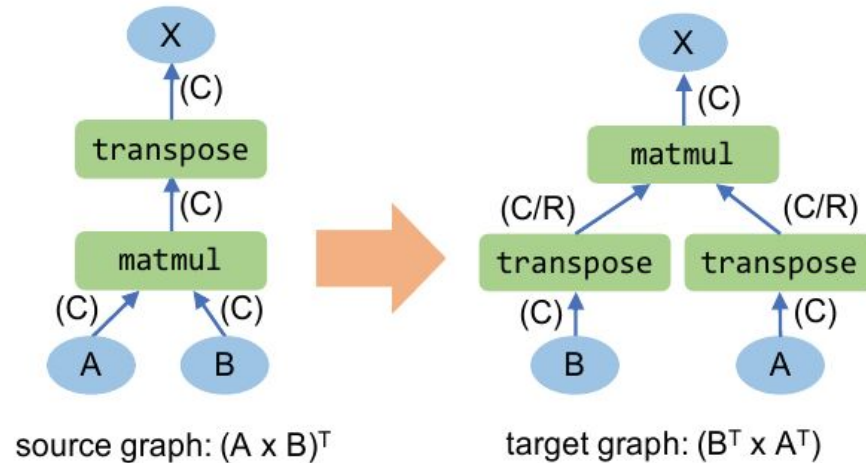 X
(C)
transpose
(C)
matmul
(C) (C)
A B
source graph: (A x B)ᵀ
X
(C)
matmul
(C/R) (C/R)
transpose transpose
(C) (C)
B A
target graph: (Bᵀ x Aᵀ)